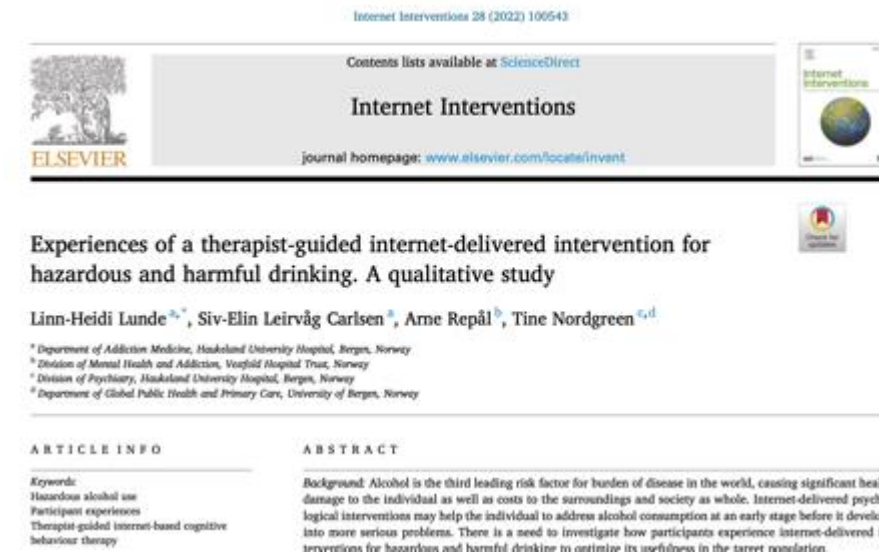 Internet Interventions 28 (2022) 100543
Contents lists available at ScienceDirect
Internet Interventions
journal homepage: www.elsevier.com/locate/invent
ELSEVIER
Internet
Interventions
Check for
updates
Experiences of a therapist-guided internet-delivered intervention for
hazardous and harmful drinking. A qualitative study
Linn-Heidi Lunde a,*, Siv-Elin Leirvåg Carlsen a, Arne Repål b, Tine Nordgreen c,d
a Department of Addiction Medicine, Haukeland University Hospital, Bergen, Norway
b Division of Mental Health and Addiction, Vestfold Hospital Trust, Norway
c Division of Psychiatry, Haukeland University Hospital, Bergen, Norway
d Department of Global Public Health and Primary Care, University of Bergen, Norway
ARTICLE INFO
Keywords:
Hazardous alcohol use
Participant experiences
Therapist-guided internet-based cognitive
behaviour therapy
ABSTRACT
Background: Alcohol is the third leading risk factor for burden of disease in the world, causing significant heal
damage to the individual as well as costs to the surroundings and society as whole. Internet-delivered psych
logical interventions may help the individual to address alcohol consumption at an early stage before it develo
into more serious problems. There is a need to investigate how participants experience internet-delivered i
terventions for hazardous and harmful drinking to optimize its usefulness in the target population.